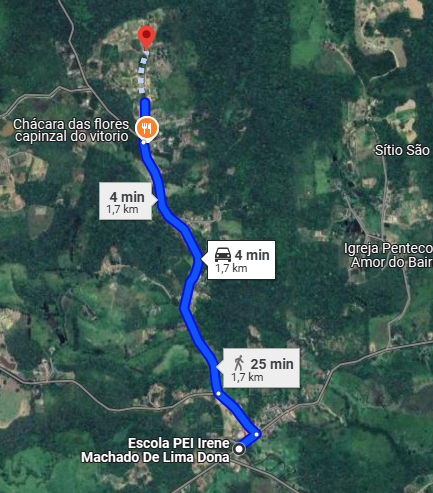 Chácara das flores
capinzal do vitorio
Sítio São
4 min
1,7 km
Igreja Penteco
Amor do Bair
4 min
1,7 km
25 min
1,7 km
Escola PEI Irene
Machado De Lima Dona